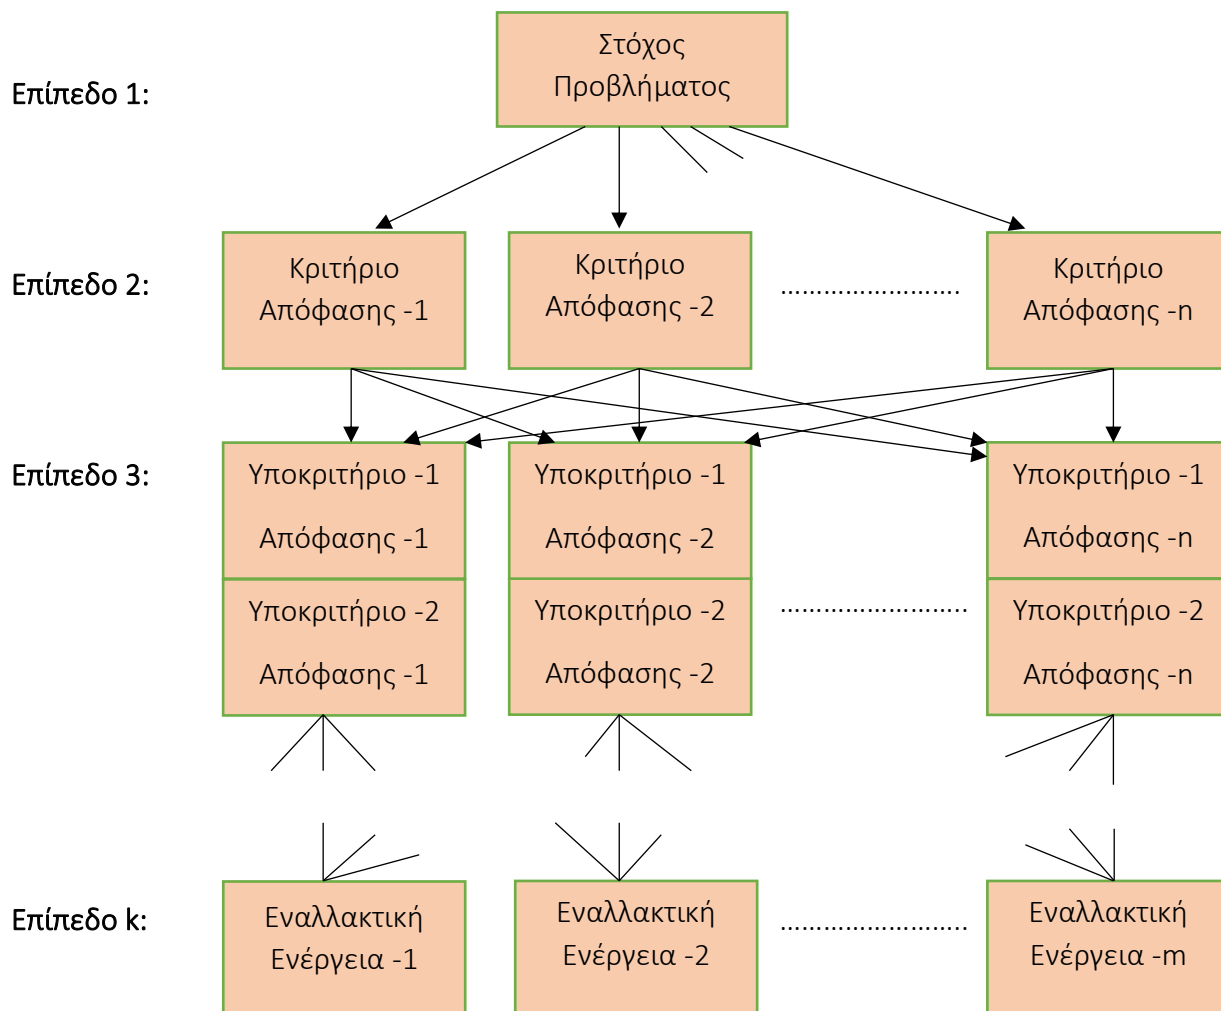 Στόχος
Προβλήματος
Επίπεδο 1:
Επίπεδο 2:
Κριτήριο
Απόφασης -1
Κριτήριο
Απόφασης -2
.........................
Κριτήριο
Απόφασης -n
Επίπεδο 3:
Υποκριτήριο -1
Απόφασης -1
Υποκριτήριο -1
Απόφασης -2
Υποκριτήριο -1
Απόφασης -n
Υποκριτήριο -2
Απόφασης -1
Υποκριτήριο -2
Απόφασης -2
..........................
Υποκριτήριο -2
Απόφασης -n
Επίπεδο k:
Εναλλακτική
Ενέργεια -1
Εναλλακτική
Ενέργεια -2
..........................
Εναλλακτική
Ενέργεια -m